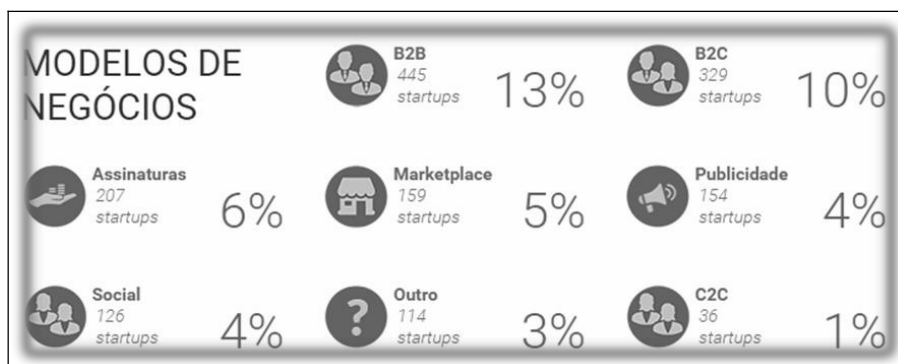 MODELOS DE
NEGÓCIOS
B2B
445
startups
13%
B2C
329
startups
10%
Assinaturas
207
startups
6%
Marketplace
159
startups
5%
Publicidade
154
startups
4%
Social
126
startups
4%
?
Outro
114
startups
3%
C2C
36
startups
1%